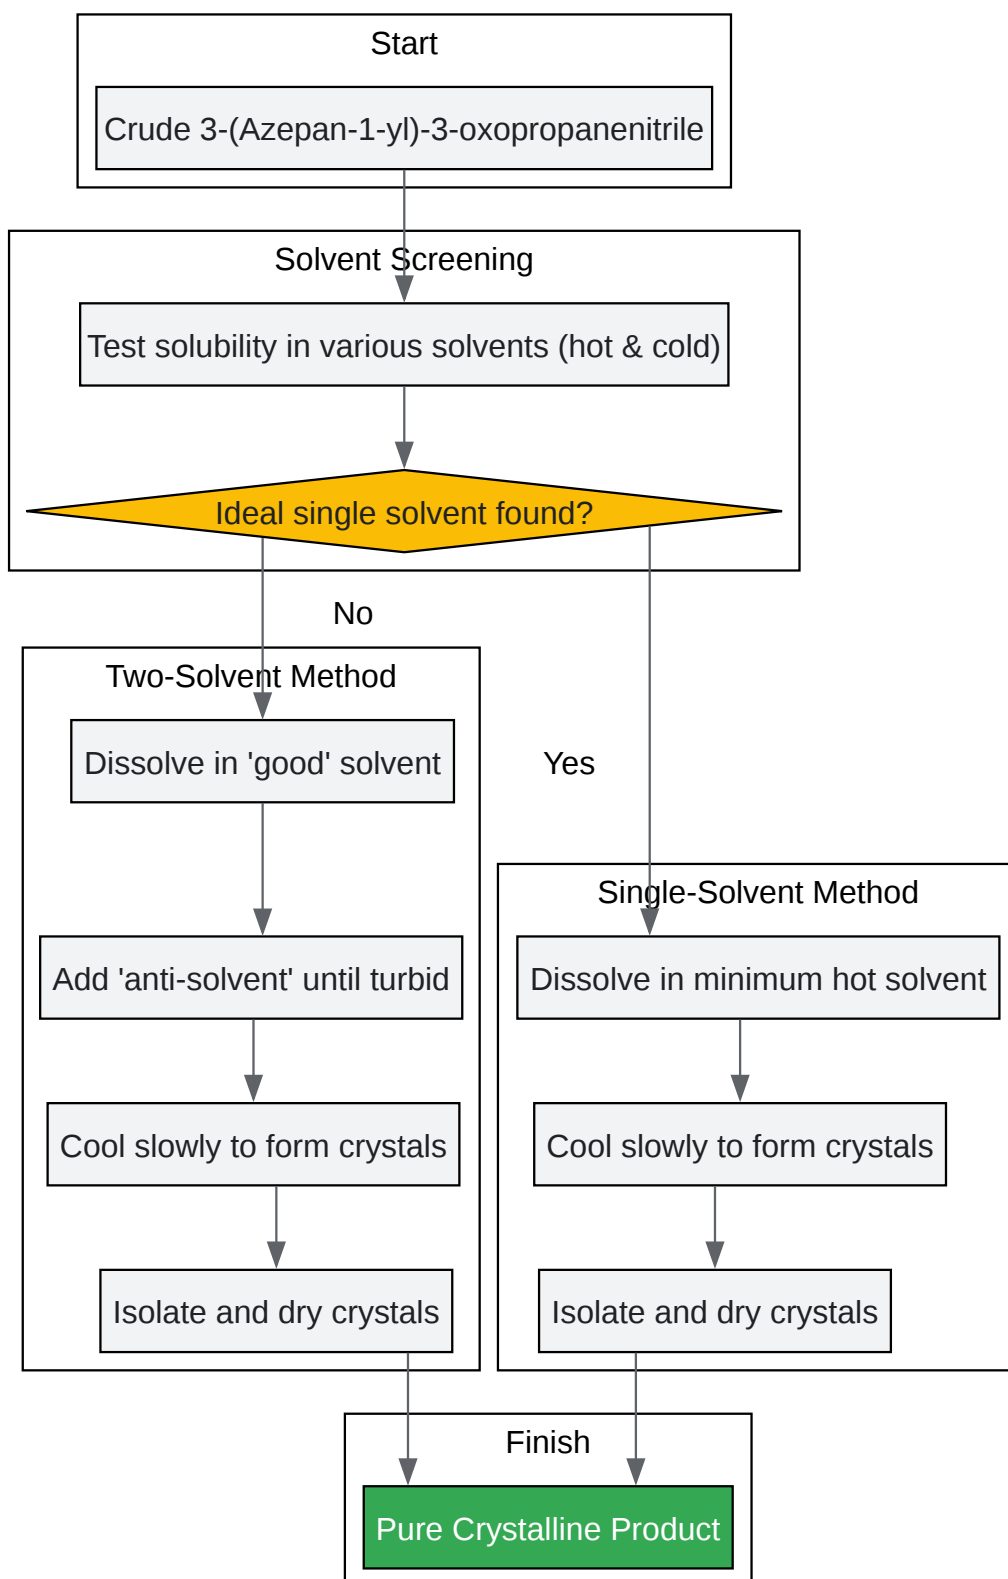 Start
Crude 3-(Azepan-1-yl)-3-oxopropanenitrile
Solvent Screening
Test solubility in various solvents (hot & cold)
Ideal single solvent found?
No
Two-Solvent Method
Dissolve in 'good' solvent
Add 'anti-solvent' until turbid
Cool slowly to form crystals
Isolate and dry crystals
Yes
Single-Solvent Method
Dissolve in minimum hot solvent
Cool slowly to form crystals
Isolate and dry crystals
Finish
Pure Crystalline Product